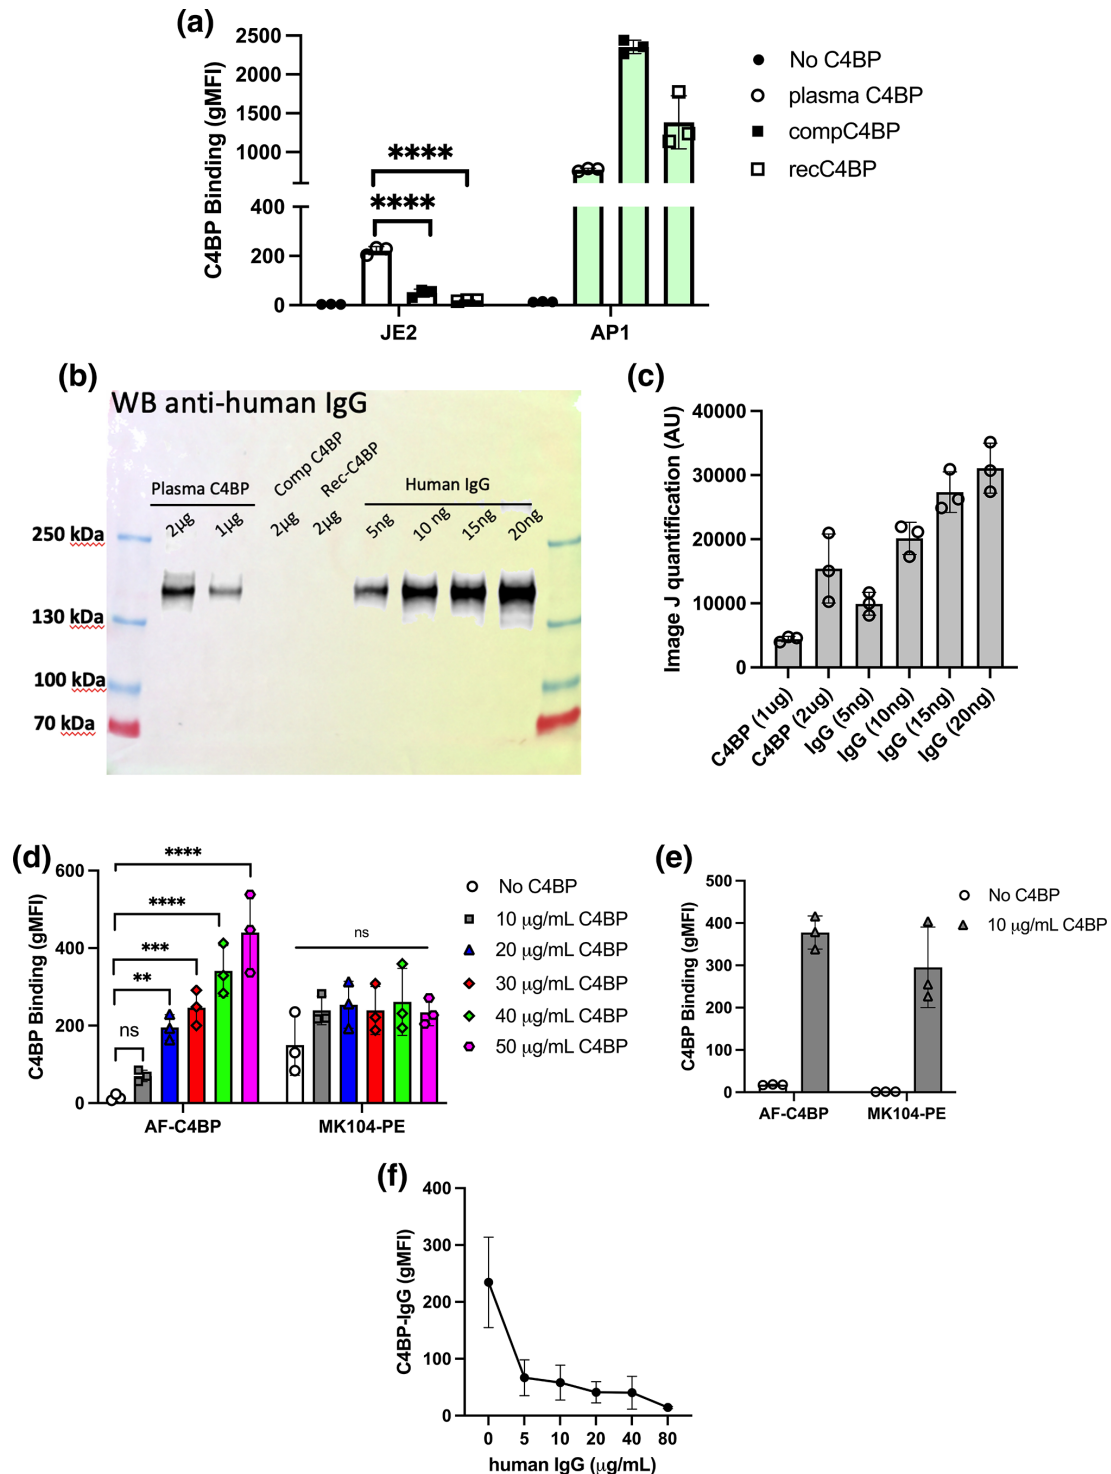 (a)
C4BP Binding (gMFI)
2500
2000
1500
1000
400
200
0
****
****
JE2
AP1
No C4BP
plasma C4BP
compC4BP
recC4BP
(b)
WB anti-human IgG
Plasma C4BP
Comp C4BP
Rec-C4BP
Human IgG
2µg
1µg
2µg
2µg
5ng
10 ng
15ng
20ng
250 kDa
130 kDa
100 kDa
70 kDa
(c)
Image J quantification (AU)
40000
30000
20000
10000
0
C4BP (1ug)
C4BP (2ug)
IgG (5ng)
IgG (10ng)
IgG (15ng)
IgG (20ng)
(d)
C4BP Binding (gMFI)
600
400
200
0
****
****
***
**
ns
ns
AF-C4BP
MK104-PE
No C4BP
10 µg/mL C4BP
20 µg/mL C4BP
30 µg/mL C4BP
40 µg/mL C4BP
50 µg/mL C4BP
(e)
C4BP Binding (gMFI)
500
400
300
200
100
0
AF-C4BP
MK104-PE
No C4BP
10 µg/mL C4BP
(f)
C4BP-IgG (gMFI)
400
300
200
100
0
0 5 10 20 40 80
human IgG (µg/mL)